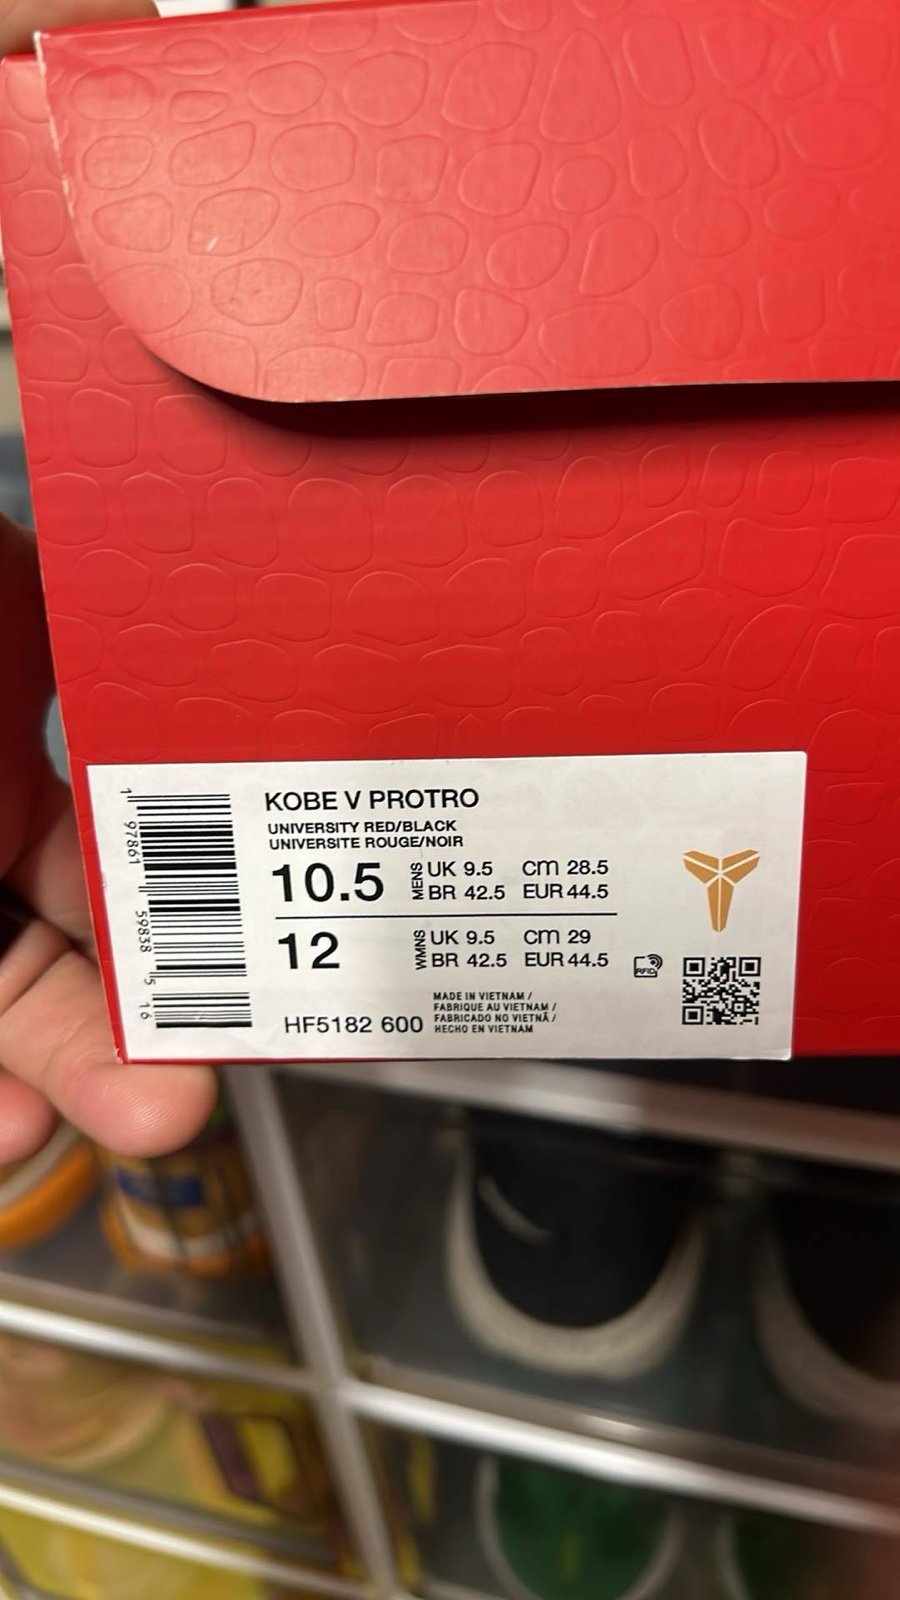 1 97861 59838 5 16
KOBE V PROTRO
UNIVERSITY RED/BLACK
UNIVERSITE ROUGE/NOIR
10.5 MENS UK 9.5 cm 28.5
BR 42.5 EUR 44.5
12 WMNS UK 9.5 cm 29
BR 42.5 EUR 44.5
RFID
HF5182 600
MADE IN VIETNAM /
FABRIQUE AU VIETNAM /
FABRICADO NO VIETNÃ /
HECHO EN VIETNAM